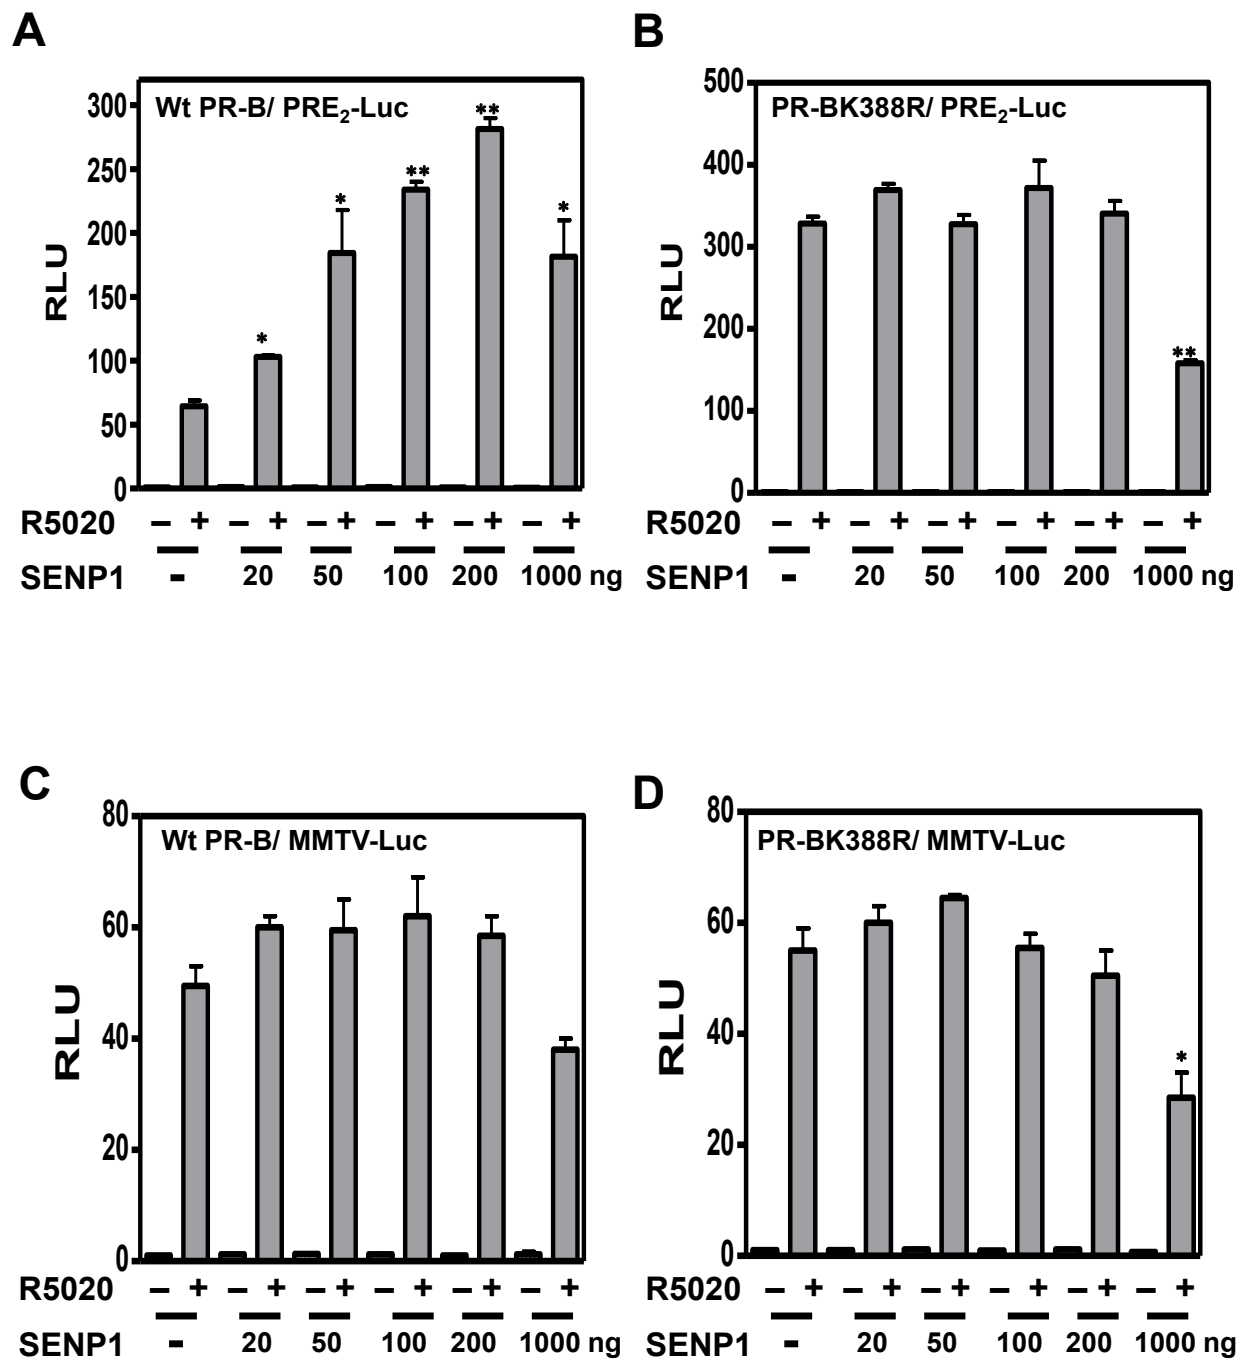 A
Wt PR-B/ PRE2-Luc
** 
** 
* 
* 
*
300
250
200
150
100
50
0
RLU
R5020 – + – + – + – + – + – +
SENP1 - 20 50 100 200 1000 ng
B
PR-BK388R/ PRE2-Luc
**
500
400
300
200
100
0
RLU
R5020 – + – + – + – + – + – +
SENP1 - 20 50 100 200 1000 ng
C
Wt PR-B/ MMTV-Luc
80
60
40
20
0
RLU
R5020 – + – + – + – + – + – +
SENP1 - 20 50 100 200 1000 ng
D
PR-BK388R/ MMTV-Luc
*
80
60
40
20
0
RLU
R5020 – + – + – + – + – + – +
SENP1 - 20 50 100 200 1000 ng